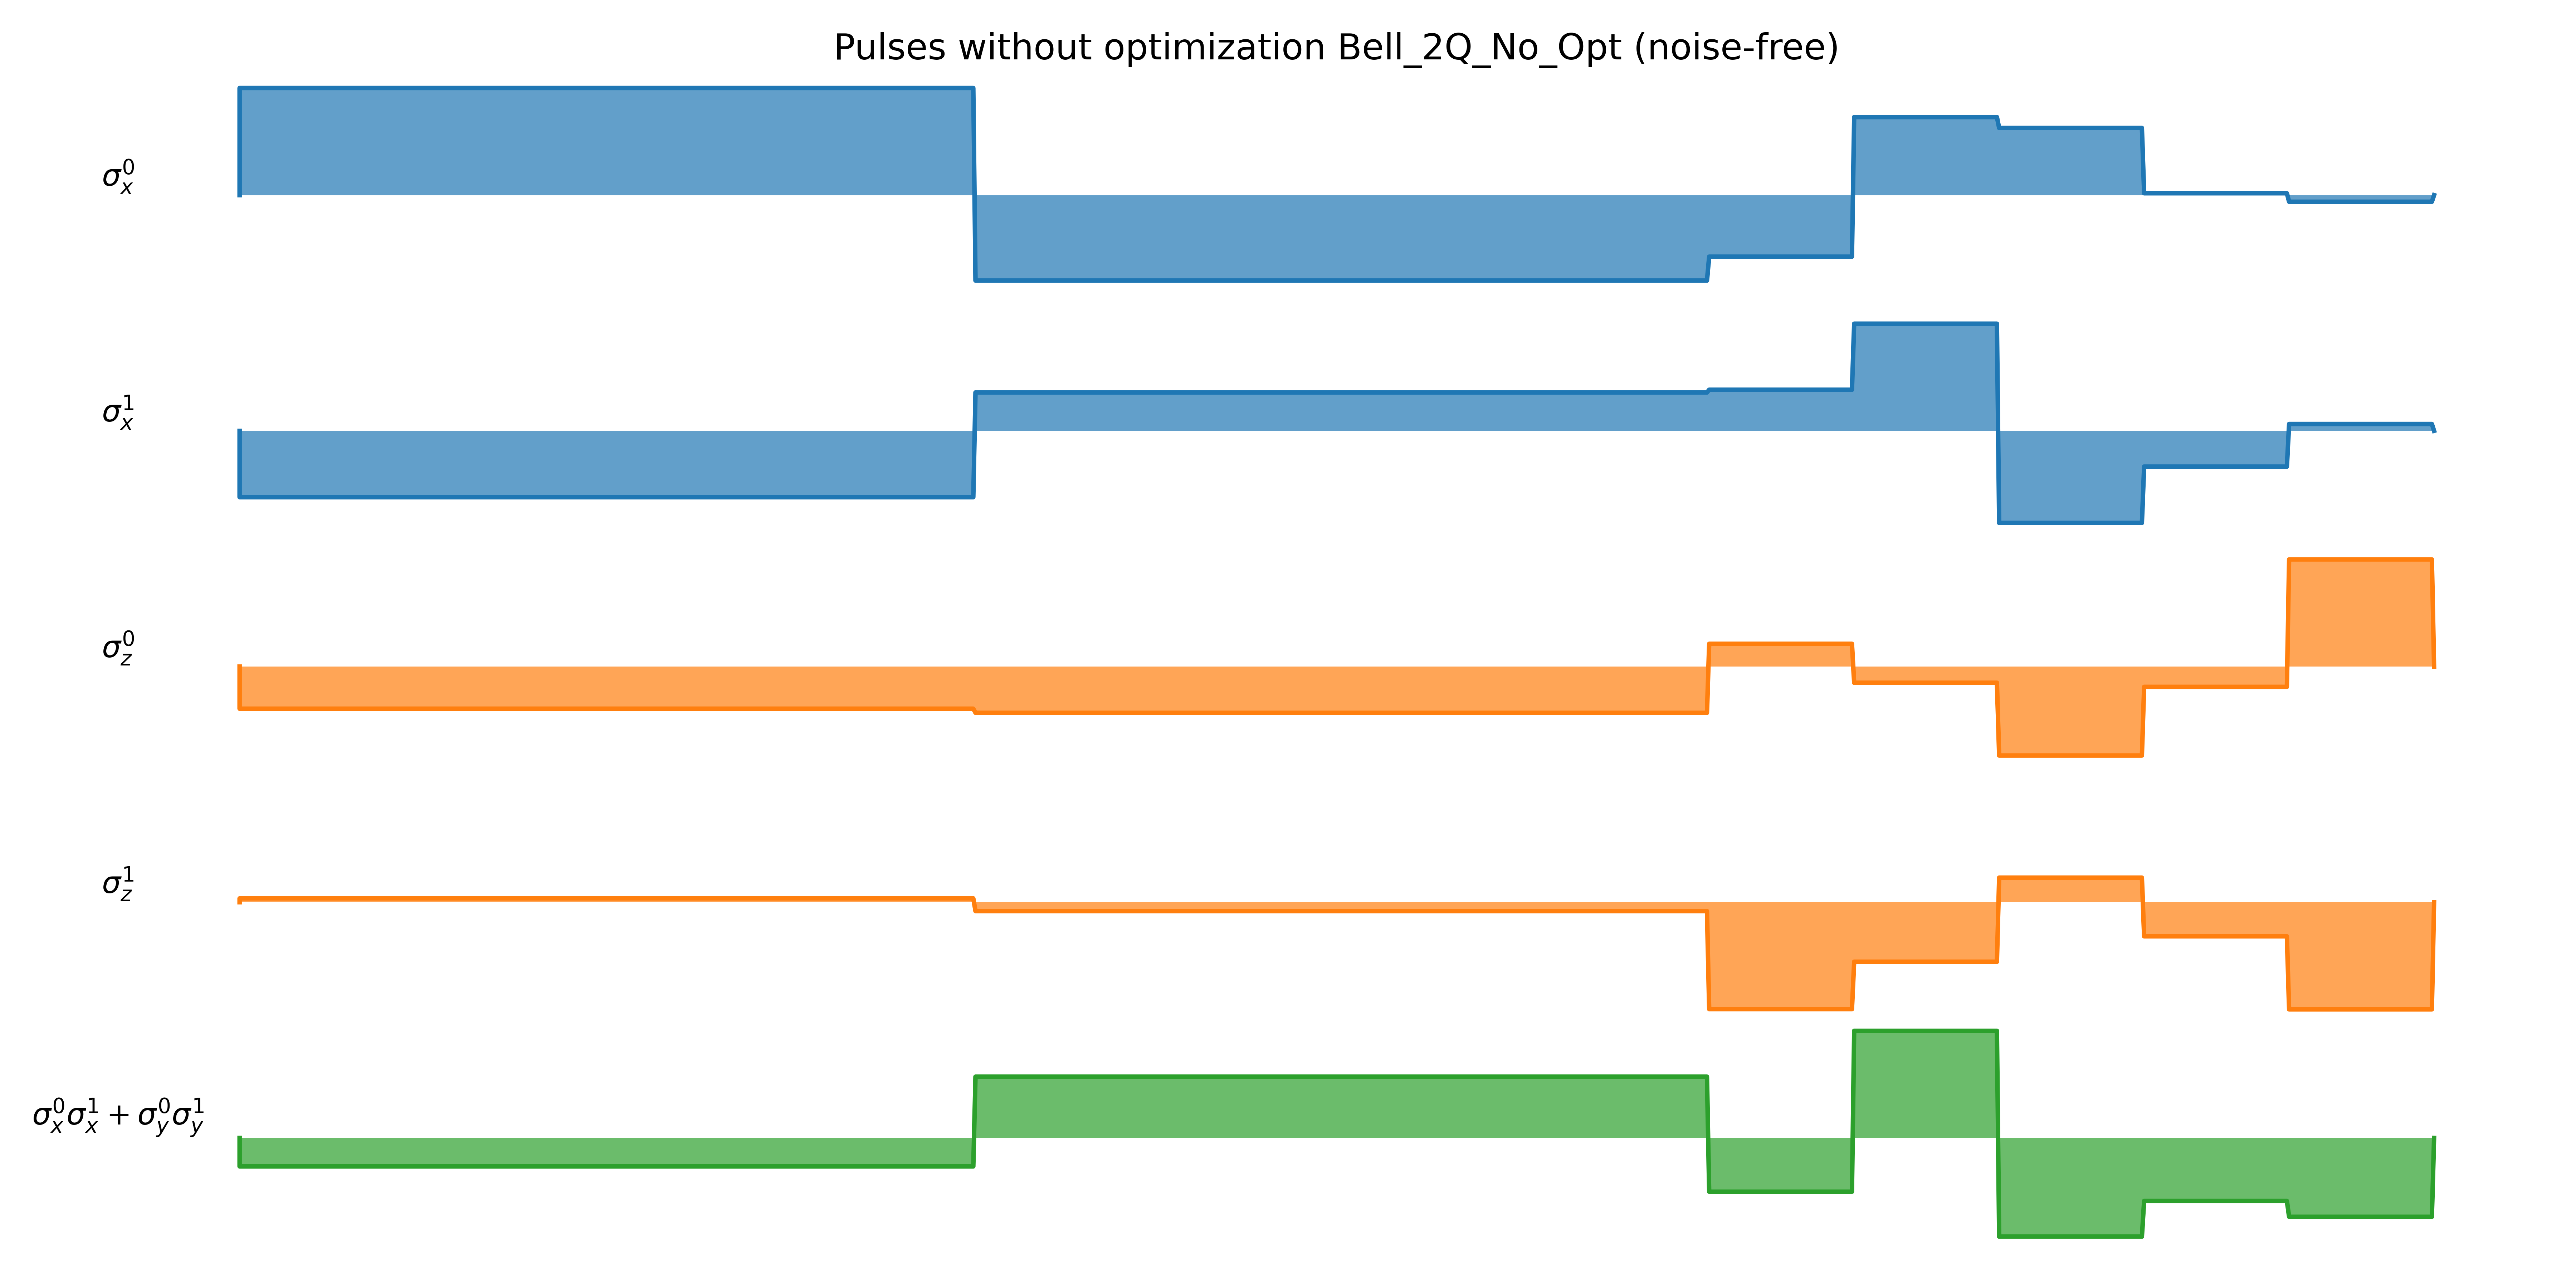 Pulses without optimization Bell_2Q_No_Opt (noise-free)
σ_x^0
σ_x^1
σ_z^0
σ_z^1
σ_x^0σ_x^1 + σ_y^0σ_y^1